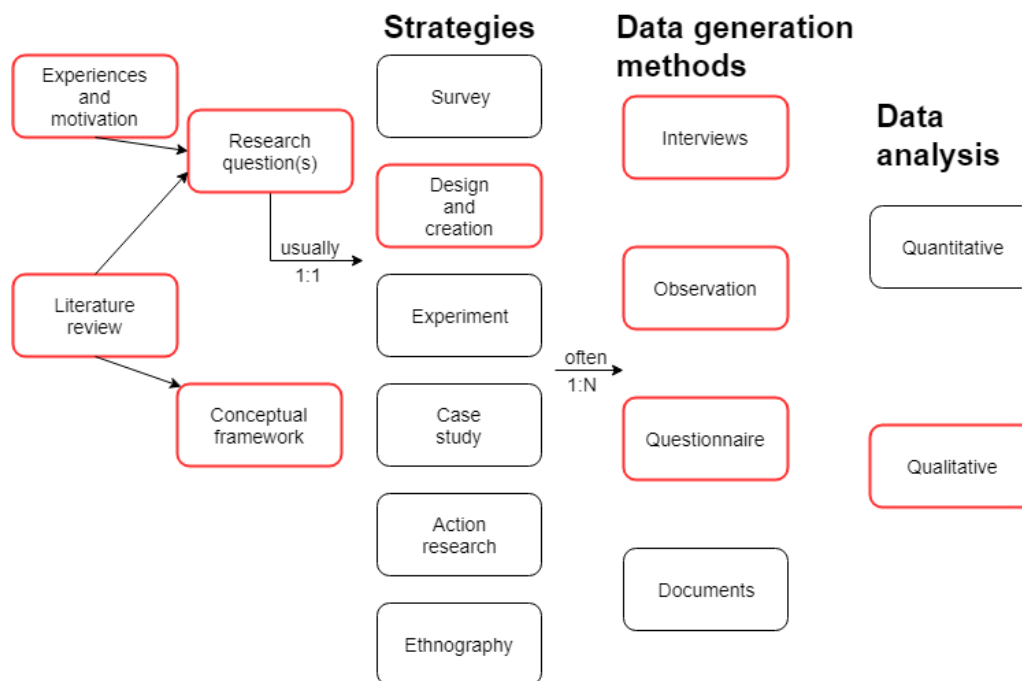 Experiences
and
motivation
Research
question(s)
Literature
review
Conceptual
framework
usually
1:1
Strategies
Survey
Design
and
creation
Experiment
Case
study
Action
research
Ethnography
often
1:N
Data generation
methods
Interviews
Observation
Questionnaire
Documents
Data
analysis
Quantitative
Qualitative